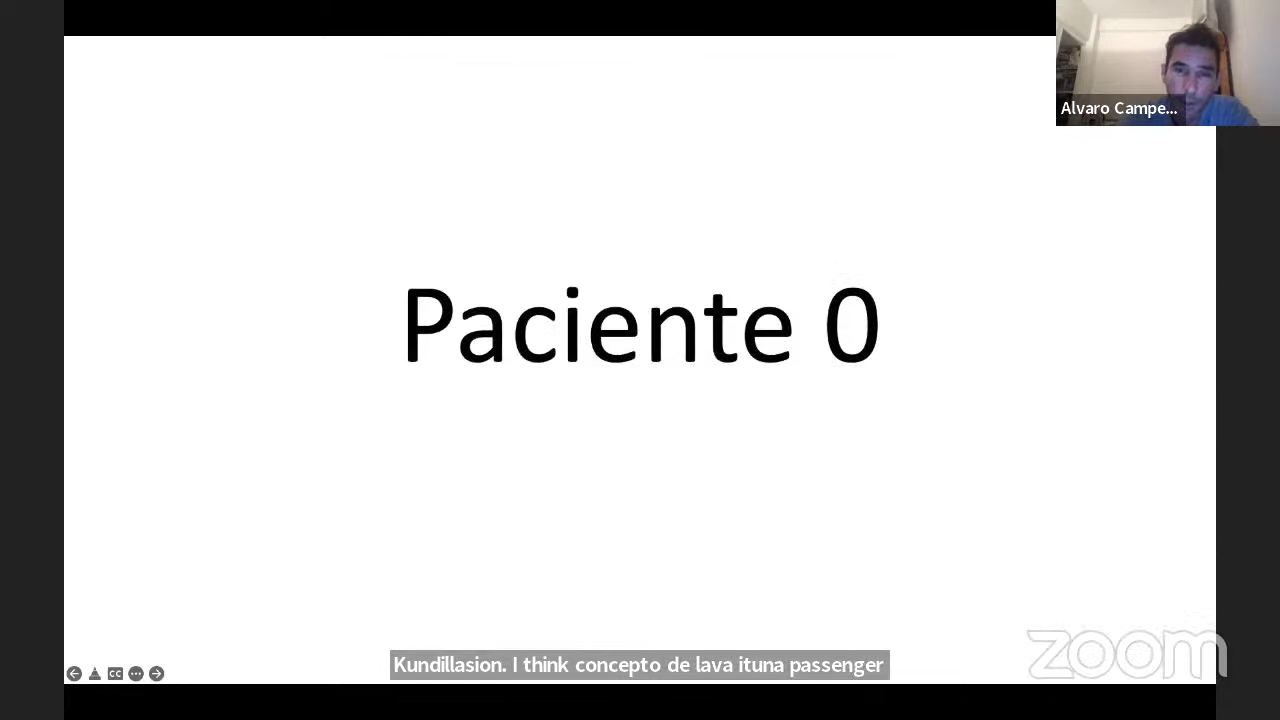 Alvaro Campe...
Paciente 0
Kundillasion. I think concepto de lava ituna passenger
zoom